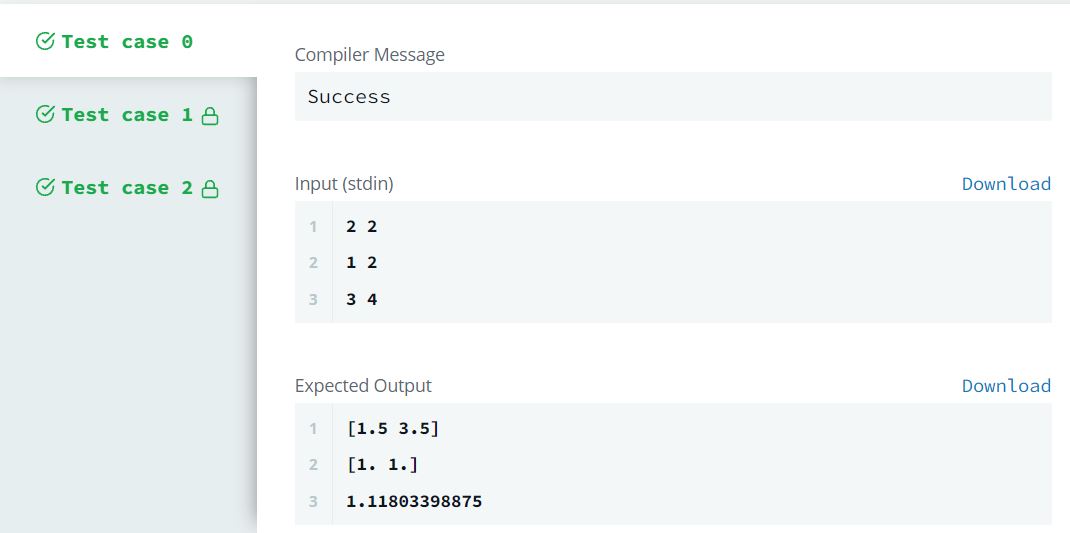 Test case 0
Test case 1
Test case 2
Compiler Message
Success
Input (stdin)
Download
1 2 2
2 1 2
3 3 4
Expected Output
Download
1 [1.5 3.5]
2 [1. 1.]
3 1.11803398875